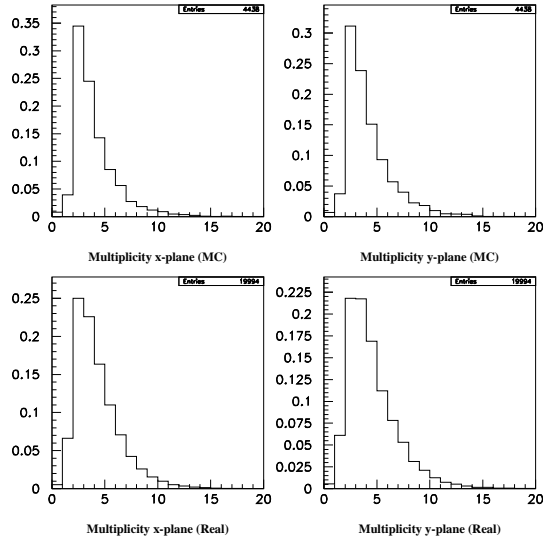 Entries 4438
0.35
0.3
0.25
0.2
0.15
0.1
0.05
0
0 5 10 15 20
Multiplicity x-plane (MC)
Entries 4438
0.3
0.25
0.2
0.15
0.1
0.05
0
0 5 10 15 20
Multiplicity y-plane (MC)
Entries 19994
0.25
0.2
0.15
0.1
0.05
0
0 5 10 15 20
Multiplicity x-plane (Real)
Entries 19994
0.225
0.2
0.175
0.15
0.125
0.1
0.075
0.05
0.025
0
0 5 10 15 20
Multiplicity y-plane (Real)